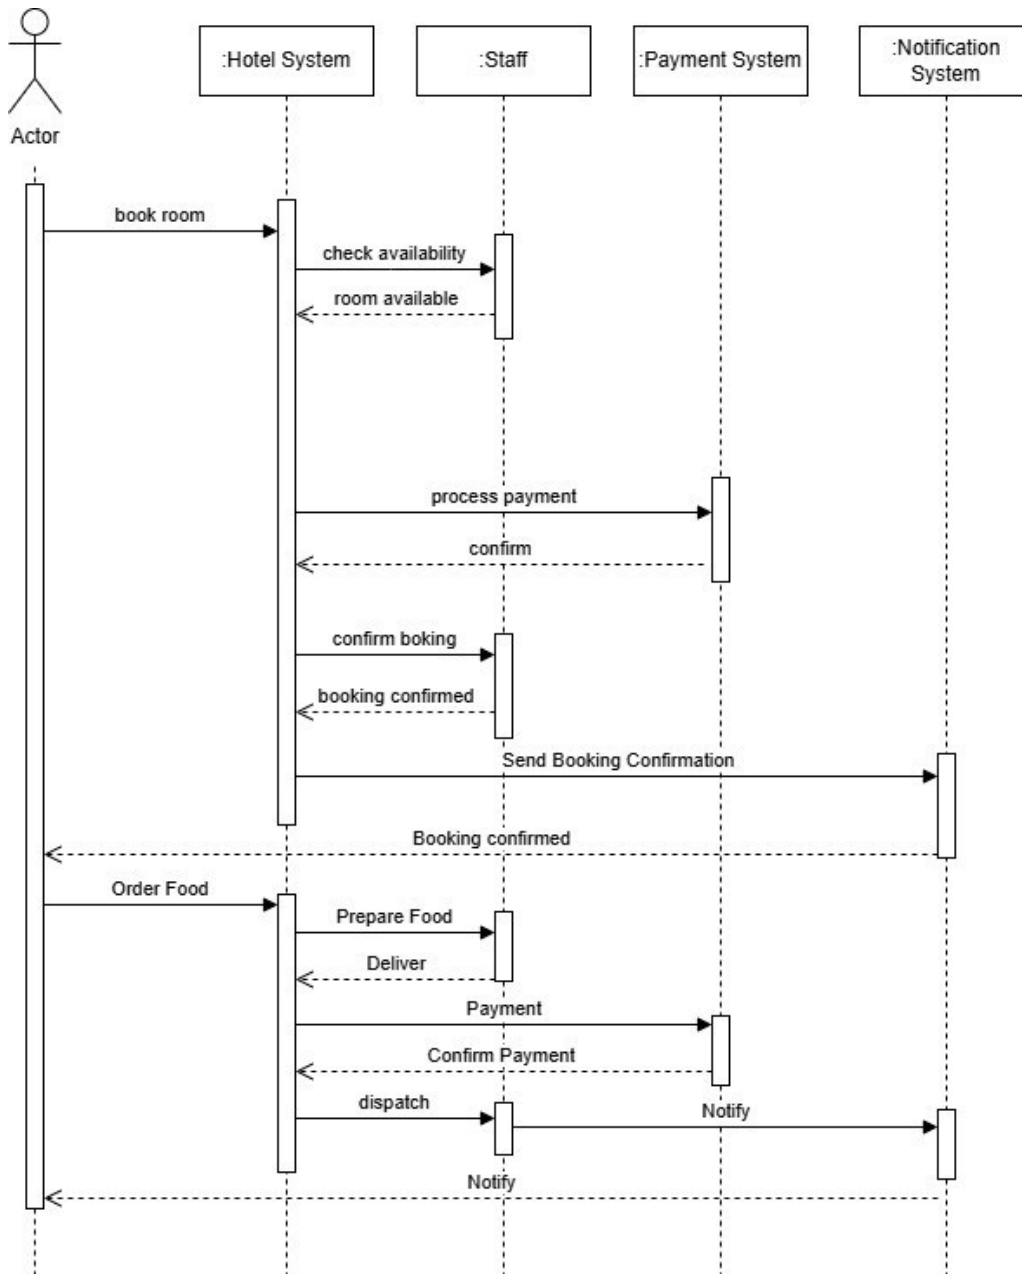 :Hotel System
:Staff
:Payment System
:Notification
System
Actor
book room
check availability
room available
process payment
confirm
confirm boking
booking confirmed
Send Booking Confirmation
Booking confirmed
Order Food
Prepare Food
Deliver
Payment
Confirm Payment
dispatch
Notify
Notify